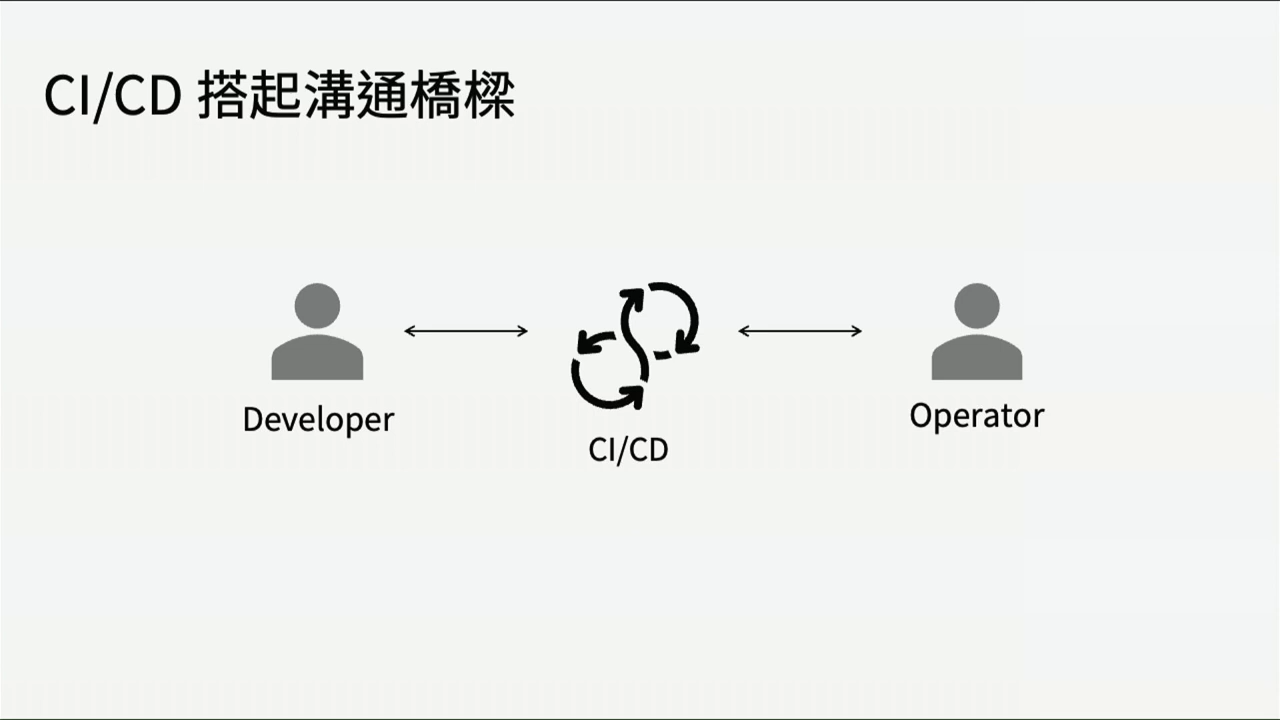 CI/CD 搭起溝通橋樑
Developer
CI/CD
Operator